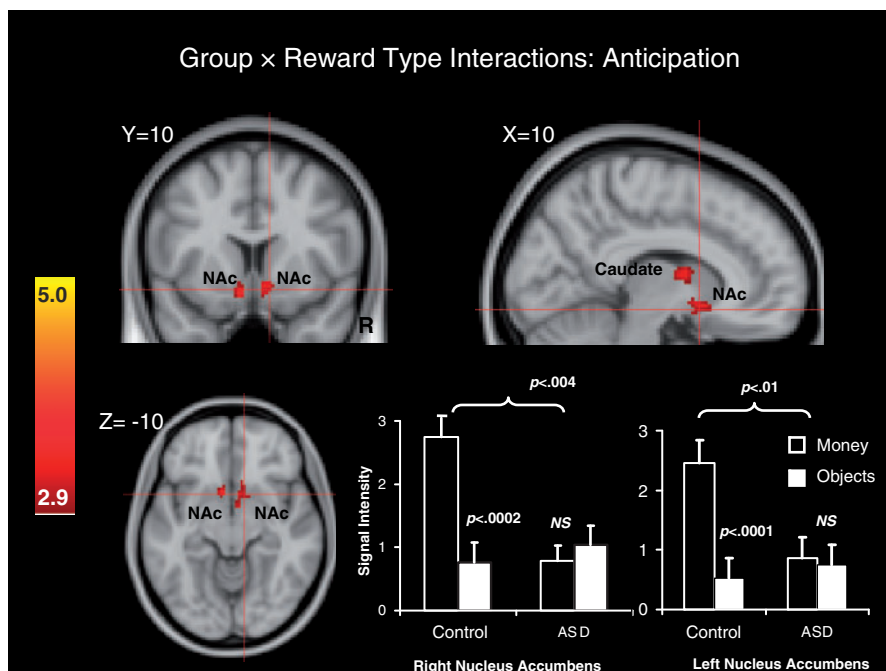 Group × Reward Type Interactions: Anticipation
Y=10
X=10
NAc NAc
R
Caudate
NAc
5.0
2.9
Z= -10
NAc NAc
p<.004
3
2
1
0
Signal Intensity
p<.0002
NS
Control ASD
Right Nucleus Accumbens
p<.01
3
2
1
0
Money
Objects
p<.0001
NS
Control ASD
Left Nucleus Accumbens